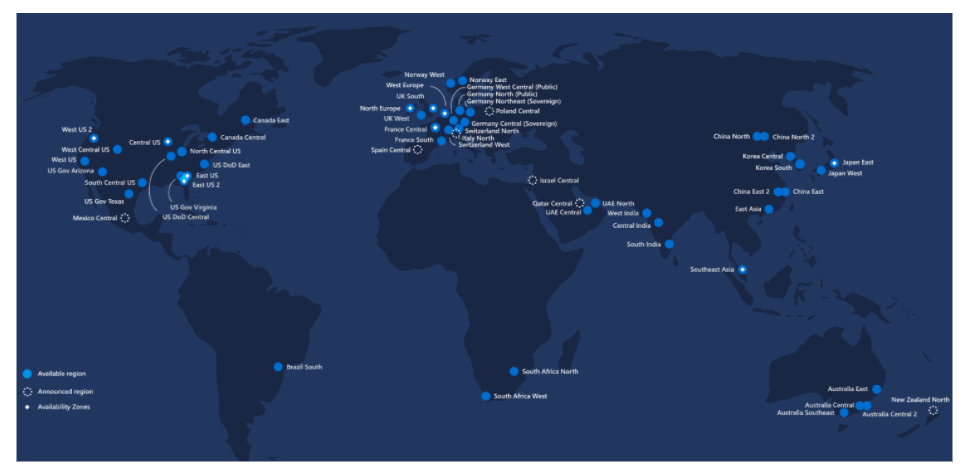 Norway West
Norway East
West Europe
Germany West Central (Public)
Germany North (Public)
UK South
Germany Northeast (Sovereign)
North Europe
Poland Central
UK West
Germany Central (Sovereign)
France Central
Switzerland North
Italy North
France South
Switzerland West
Spain Central
Canada East
West US 2
Canada Central
Central US
West Central US
North Central US
West US
US DoD East
US Gov Arizona
East US
South Central US
East US 2
US Gov Texas
US Gov Virginia
US DoD Central
Mexico Central
China North
China North 2
Korea Central
Japan East
Korea South
Japan West
Israel Central
China East 2
China East
Qatar Central
UAE North
East Asia
UAE Central
West India
Central India
South India
Southeast Asia
Brazil South
South Africa North
South Africa West
Available region
Announced region
Availability Zones
Australia East
New Zealand North
Australia Central
Australia Southeast
Australia Central 2